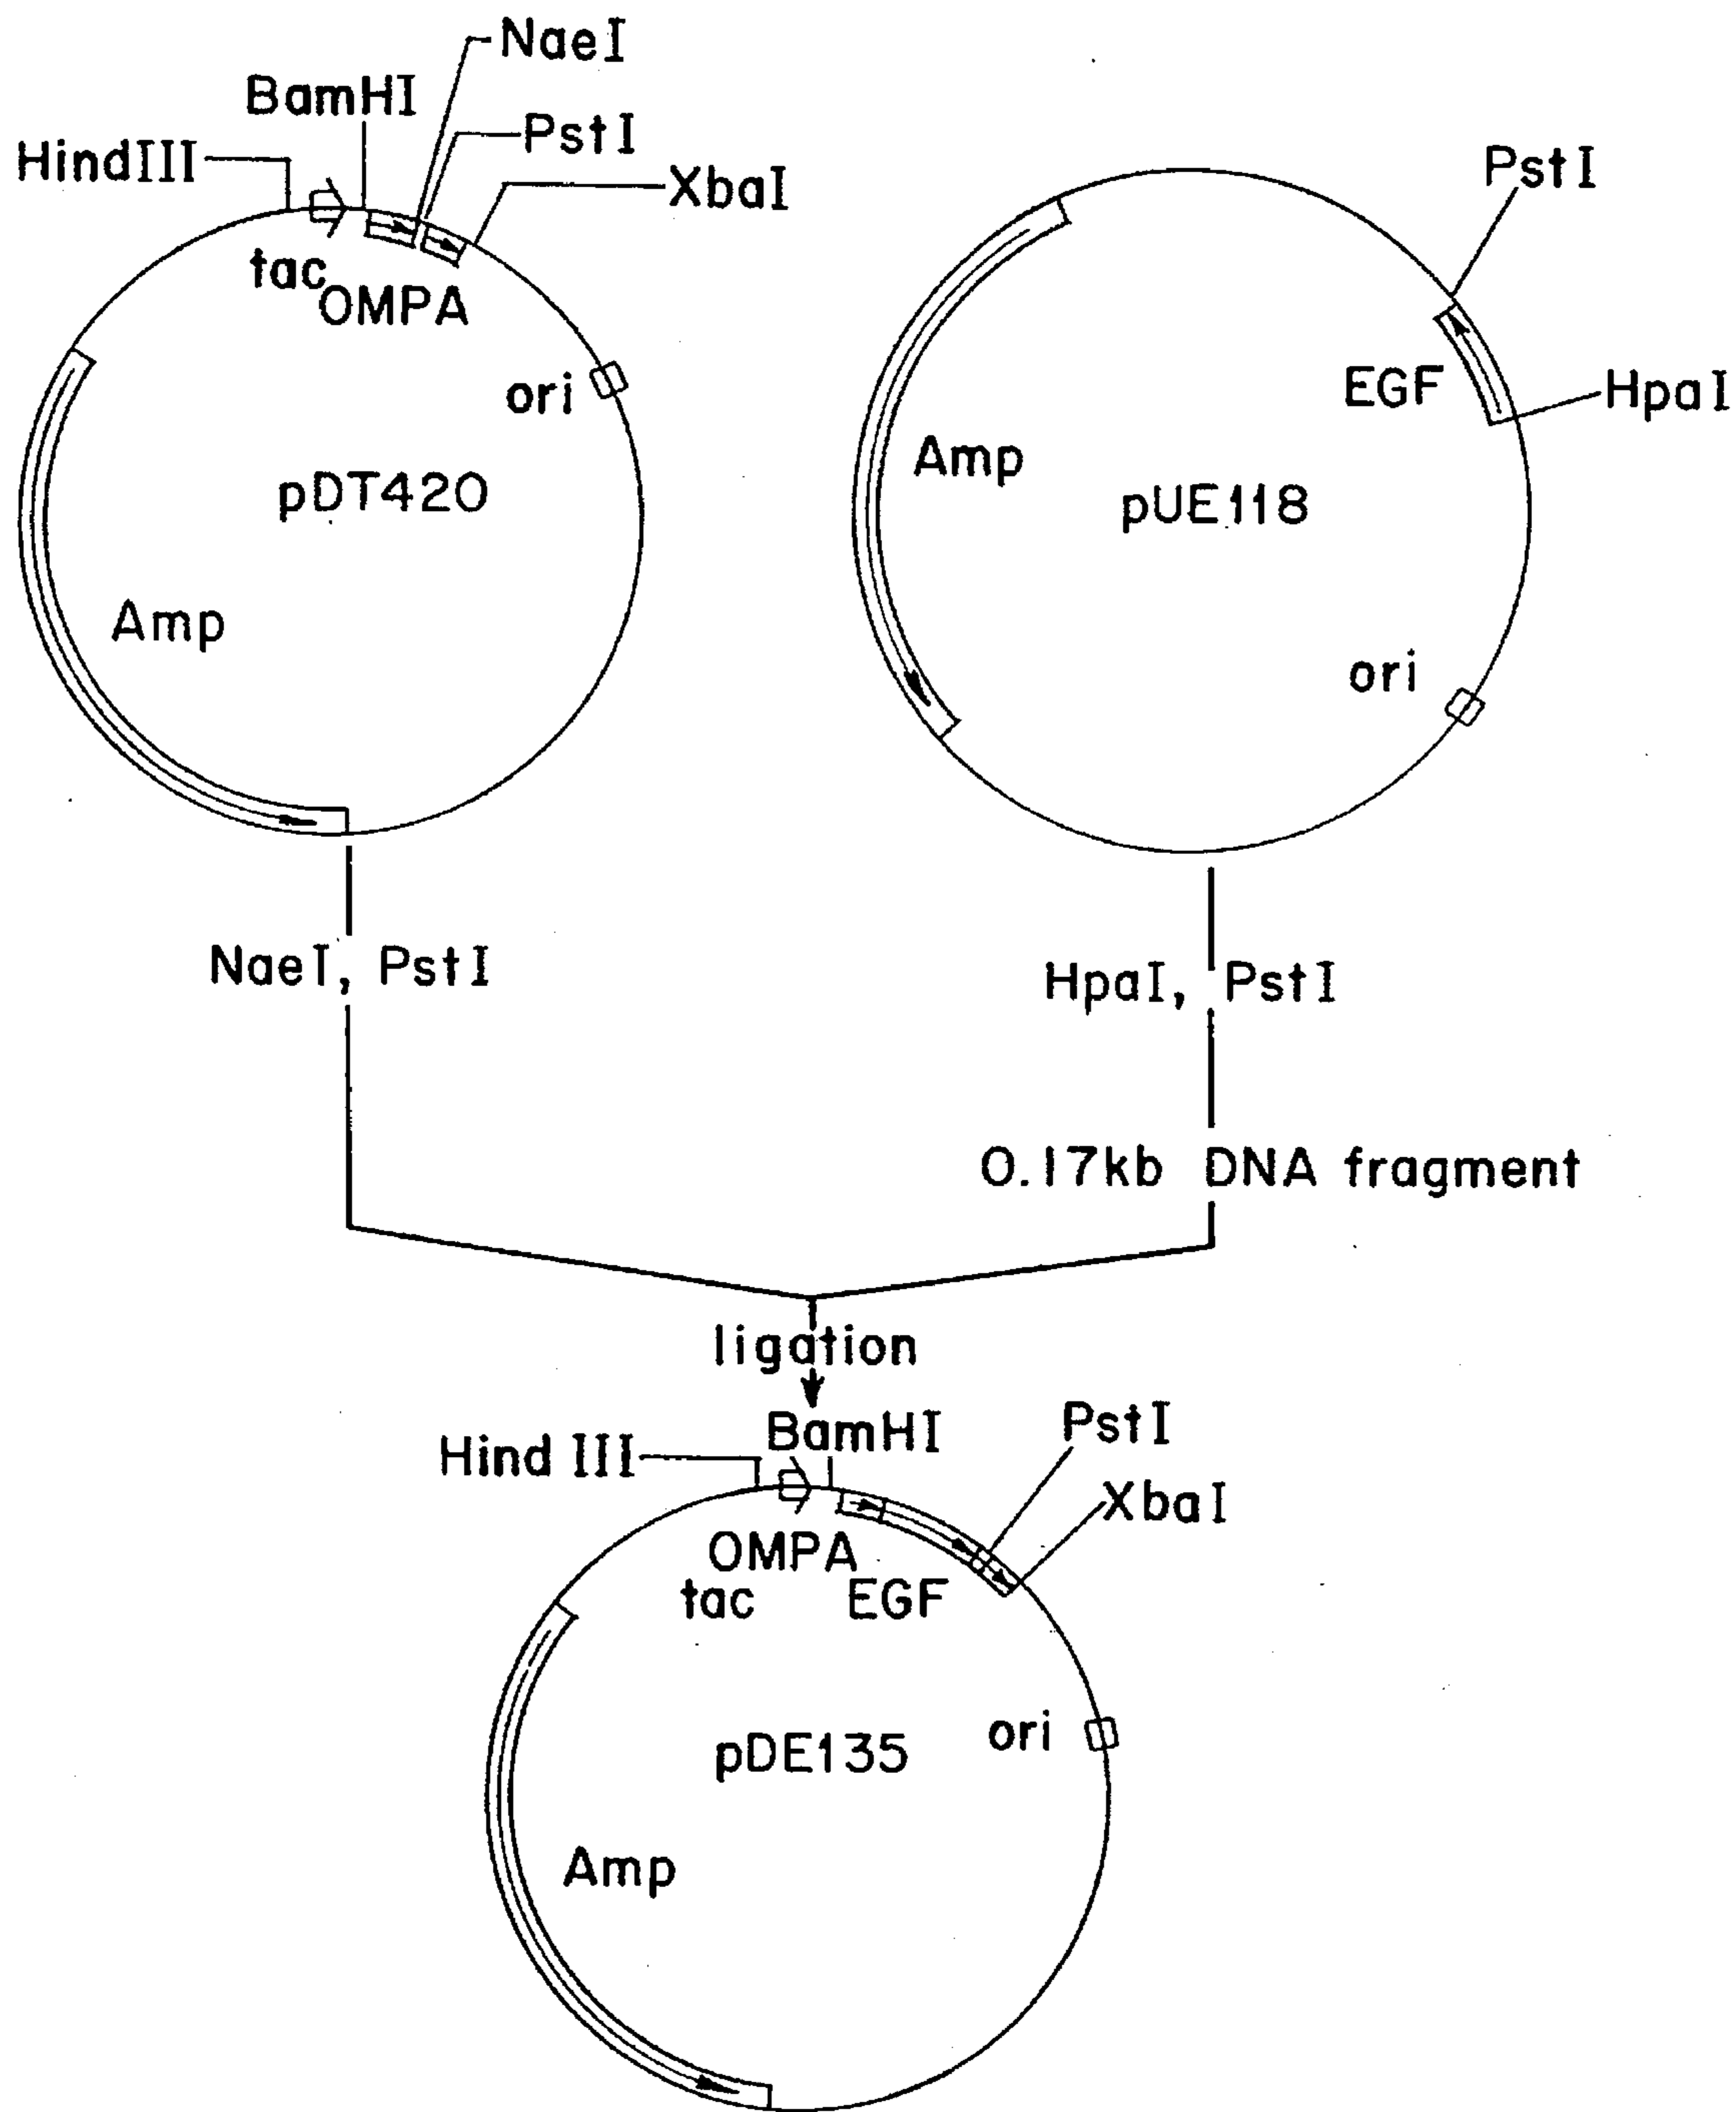 NaeI
BamHI
PstI
HindIII
XbaI
tac
OMPA
ori
pDT420
Amp
PstI
EGF
HpaI
Amp
pUE118
ori
NaeI, PstI
HpaI, PstI
0.17kb DNA fragment
ligation
BamHI
PstI
Hind III
XbaI
OMPA
tac
EGF
ori
pDE135
Amp